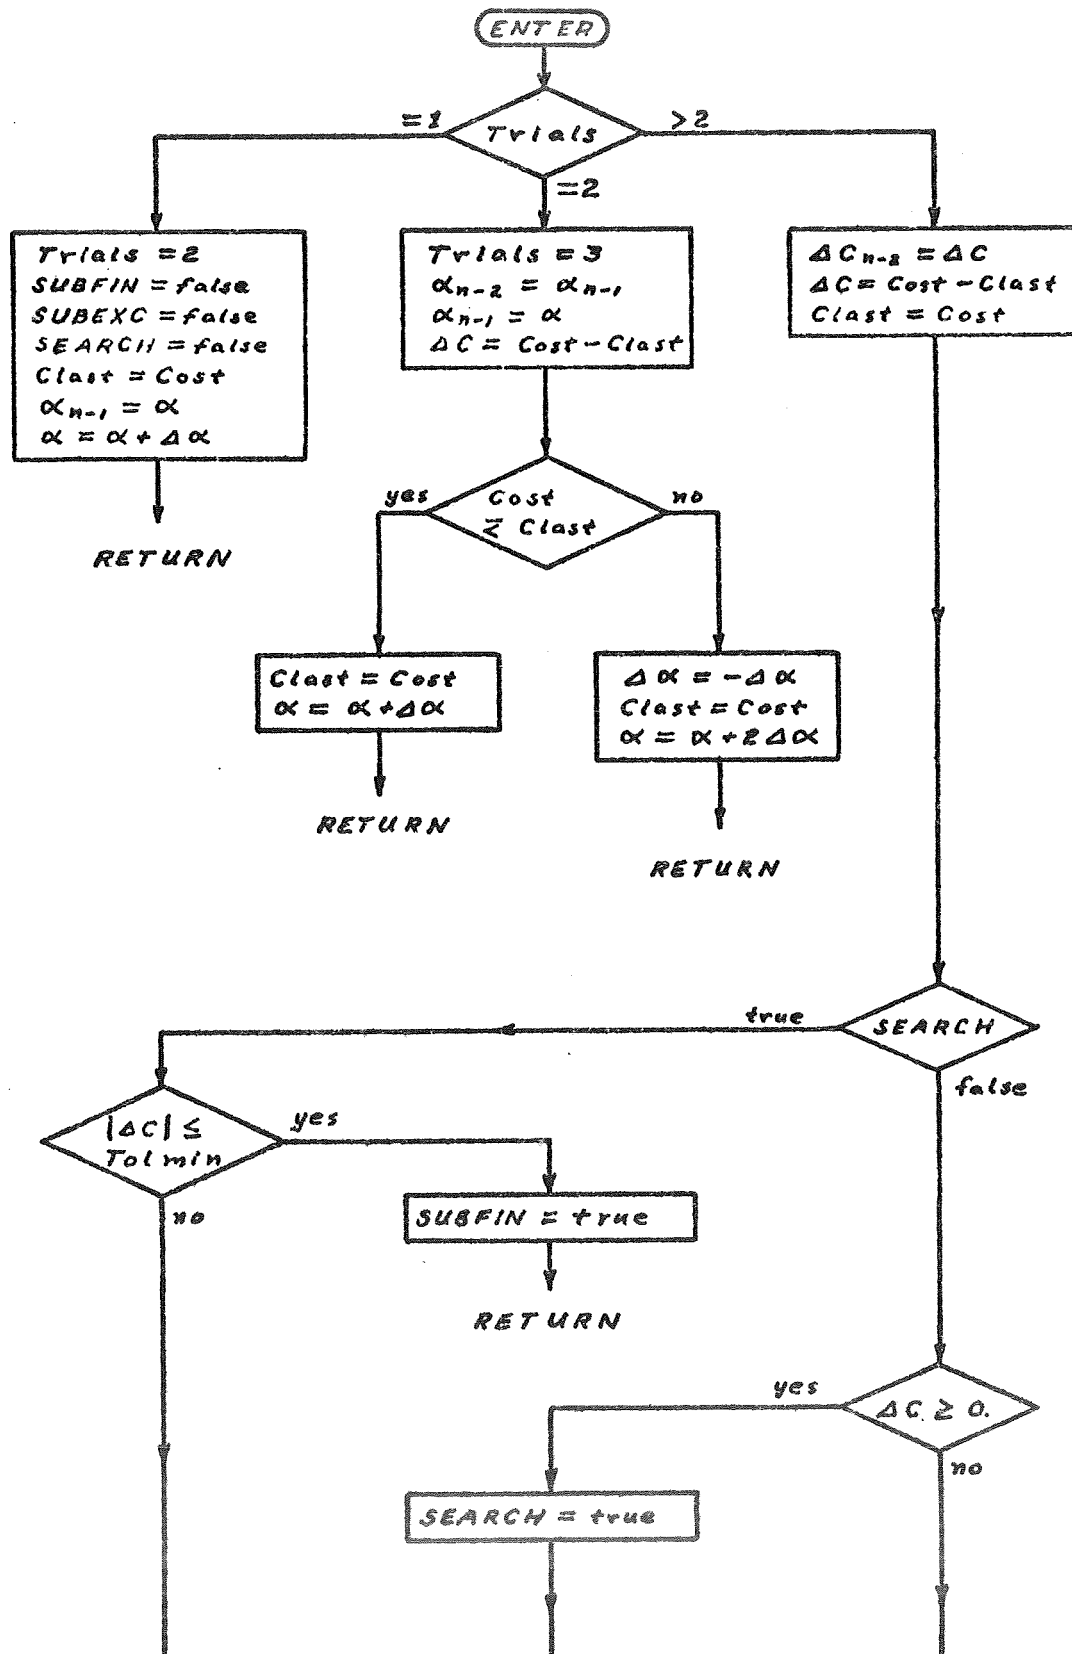 ENTER
Trials
=1
>2
=2
Trials = 2
SUBFIN = false
SUBEXC = false
SEARCH = false
Clast = Cost
αn-1 = α
α = α + Δα
RETURN
Trials = 3
αn-2 = αn-1
αn-1 = α
ΔC = Cost - Clast
ΔCn-2 = ΔC
ΔC = Cost - Clast
Clast = Cost
yes
Cost
≤ Clast
no
Clast = Cost
α = α + Δα
RETURN
Δα = -Δα
Clast = Cost
α = α + 2Δα
RETURN
true
SEARCH
false
|ΔC| ≤
Tolmin
yes
no
SUBFIN = true
RETURN
yes
ΔC ≥ 0.
no
SEARCH = true